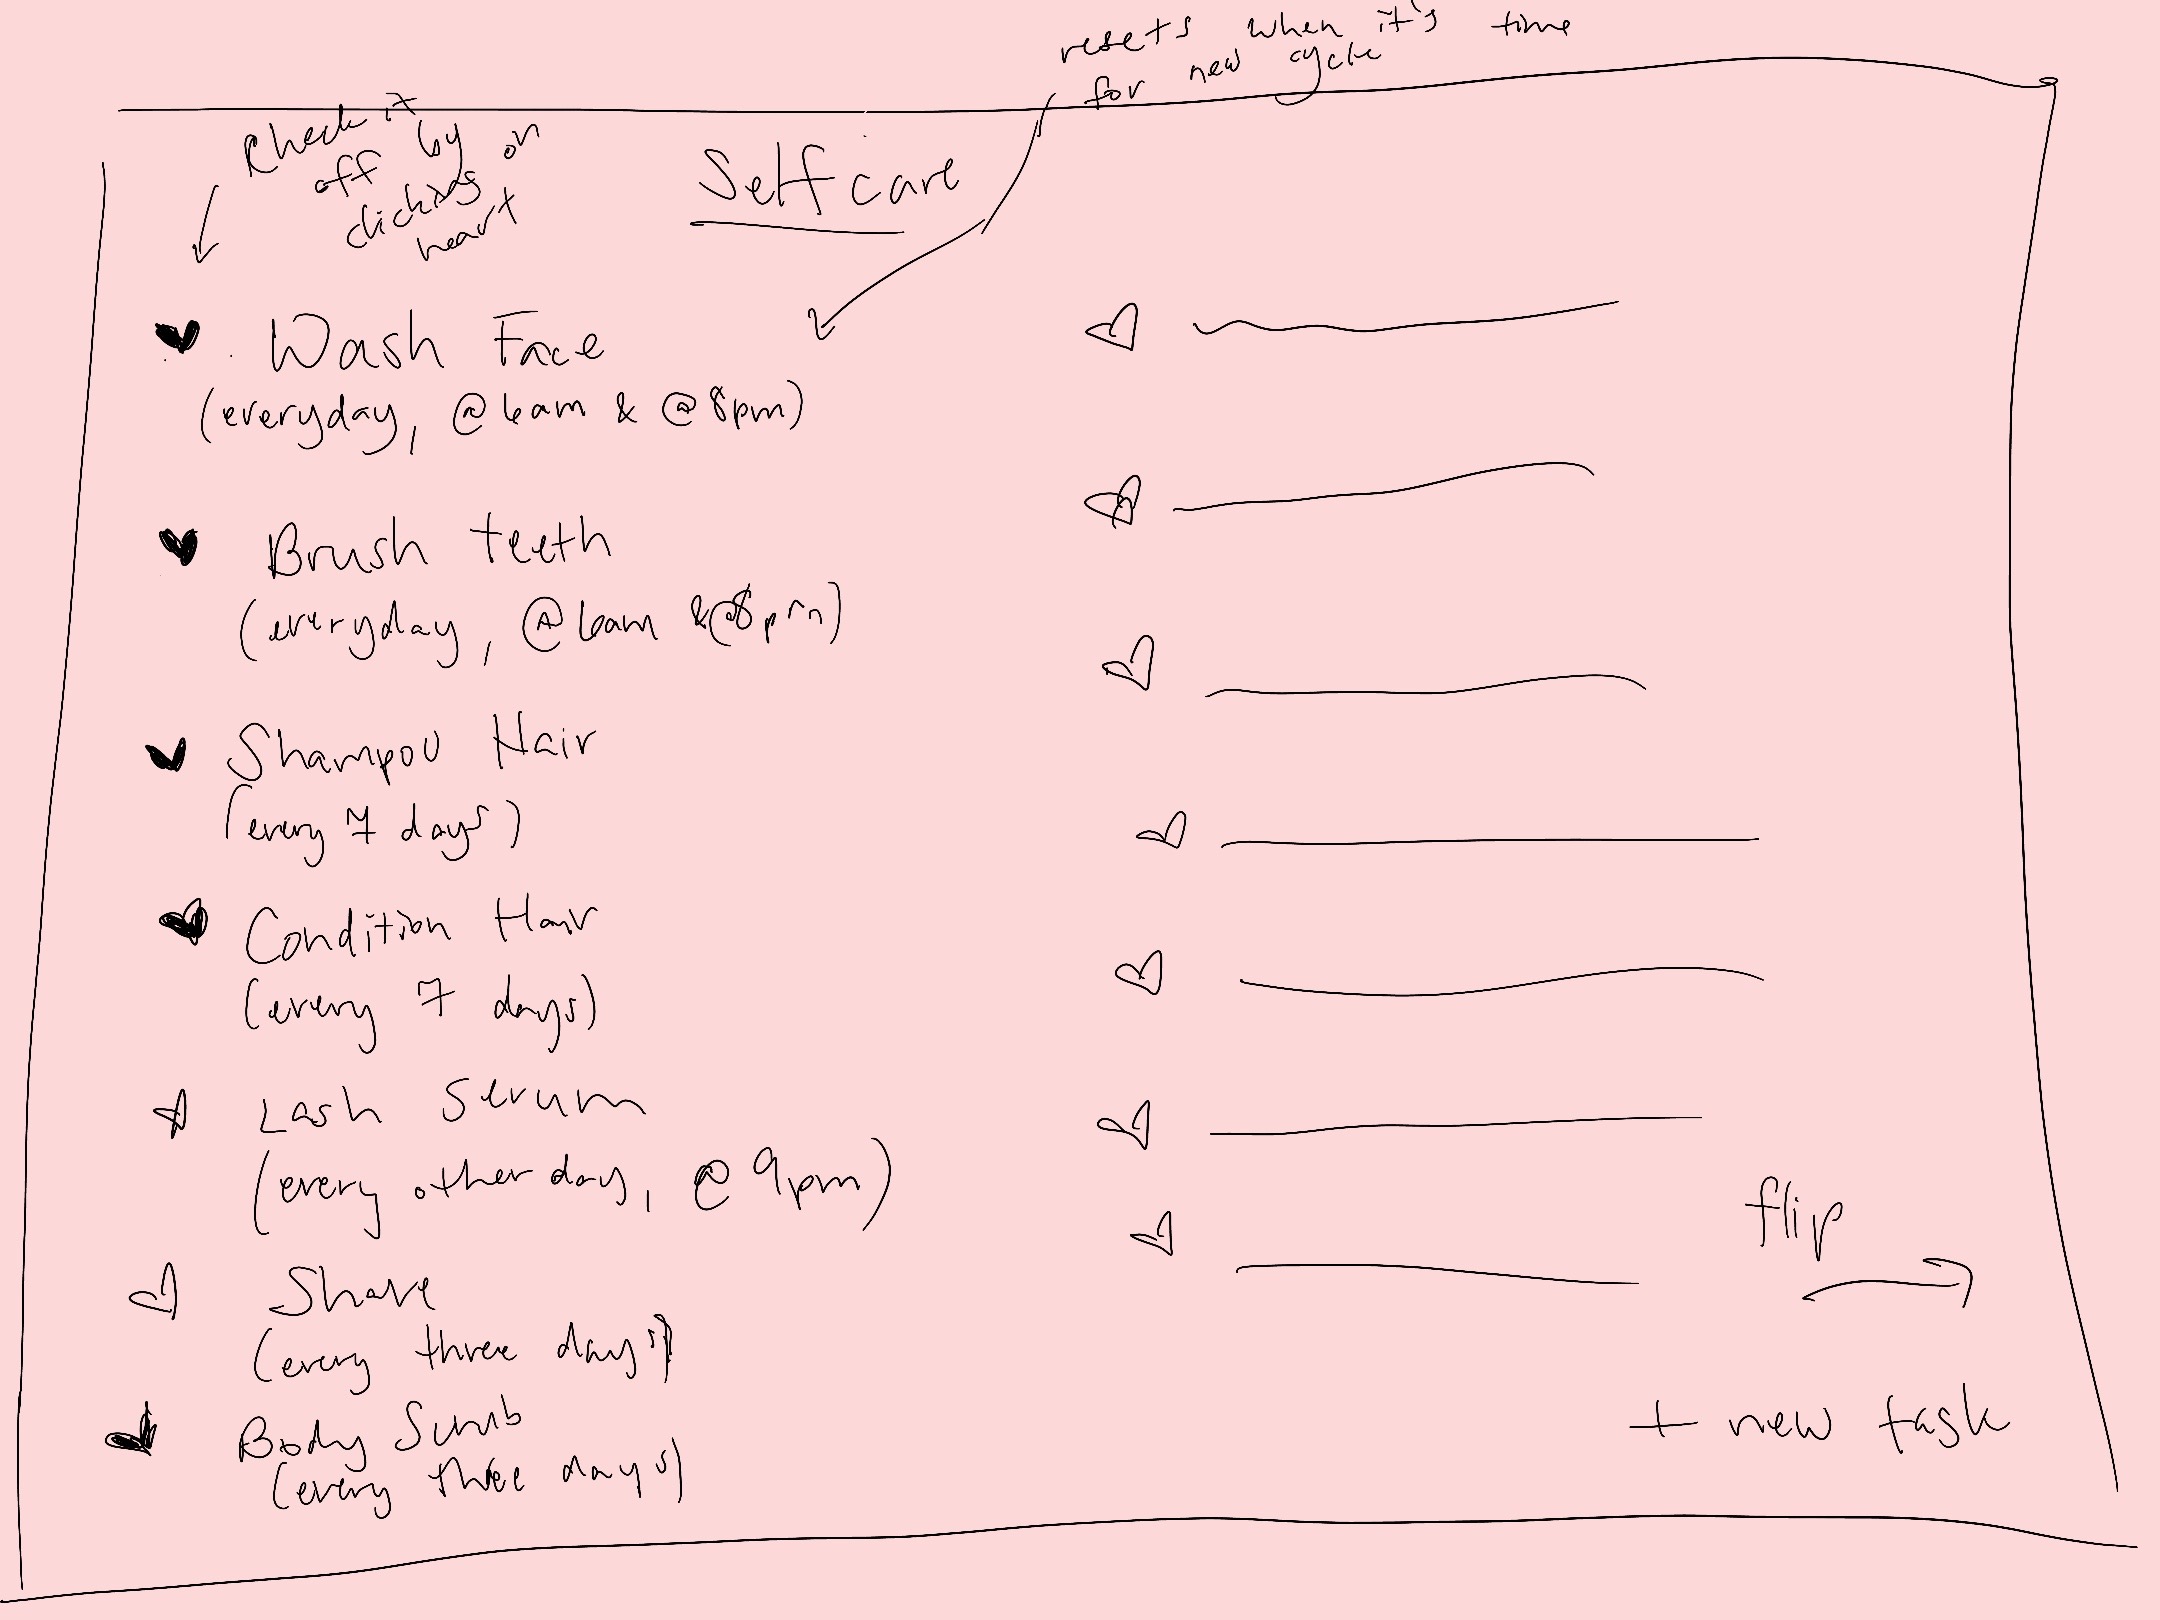 resets when it's time
for new cycle
Check it
off by
clicking on
heart
Selfcare
Wash Face
(everyday, @6am & @8pm)
Brush teeth
(everyday, @6am &@8pm)
Shampoo Hair
(every 7 days)
Condition Hair
(every 7 days)
Lash Serum
(every other day, @ 9pm)
Shave
(every three days)
Body Scrub
(every three days)
flip
+ new task